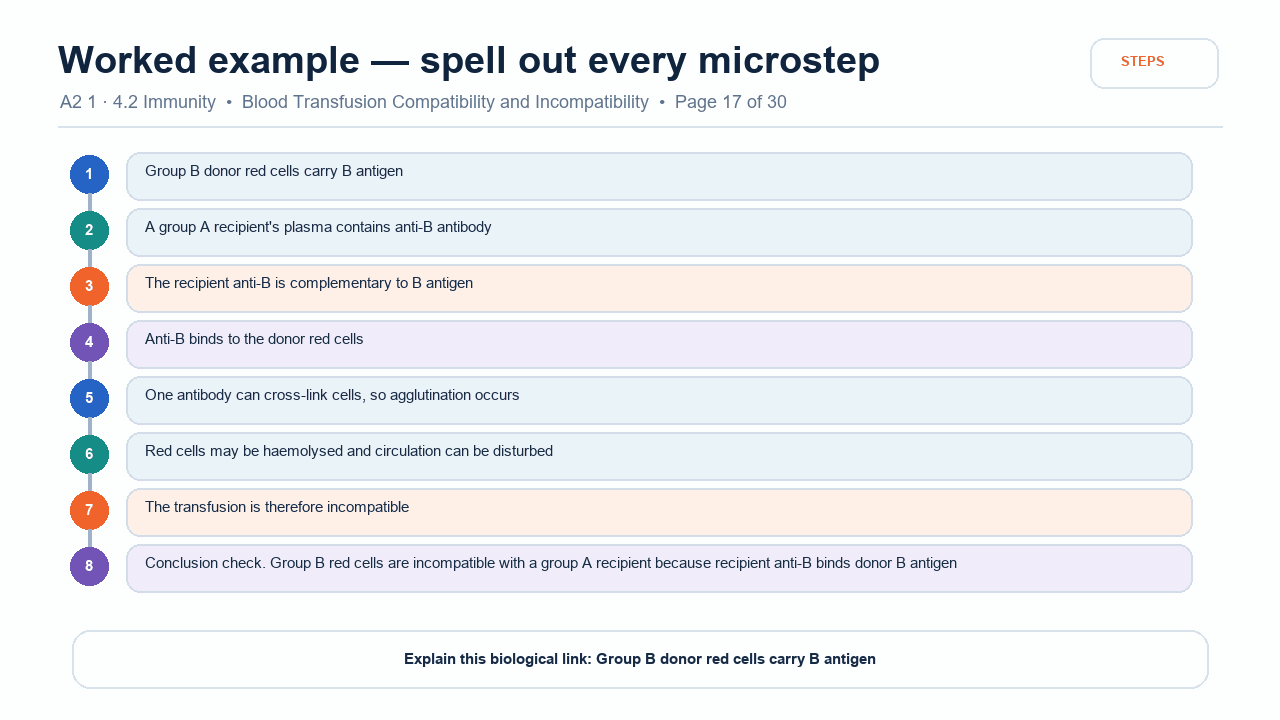 Worked example — spell out every microstep
STEPS
A2 1 · 4.2 Immunity • Blood Transfusion Compatibility and Incompatibility • Page 17 of 30
1 Group B donor red cells carry B antigen
2 A group A recipient's plasma contains anti-B antibody
3 The recipient anti-B is complementary to B antigen
4 Anti-B binds to the donor red cells
5 One antibody can cross-link cells, so agglutination occurs
6 Red cells may be haemolysed and circulation can be disturbed
7 The transfusion is therefore incompatible
8 Conclusion check. Group B red cells are incompatible with a group A recipient because recipient anti-B binds donor B antigen
Explain this biological link: Group B donor red cells carry B antigen